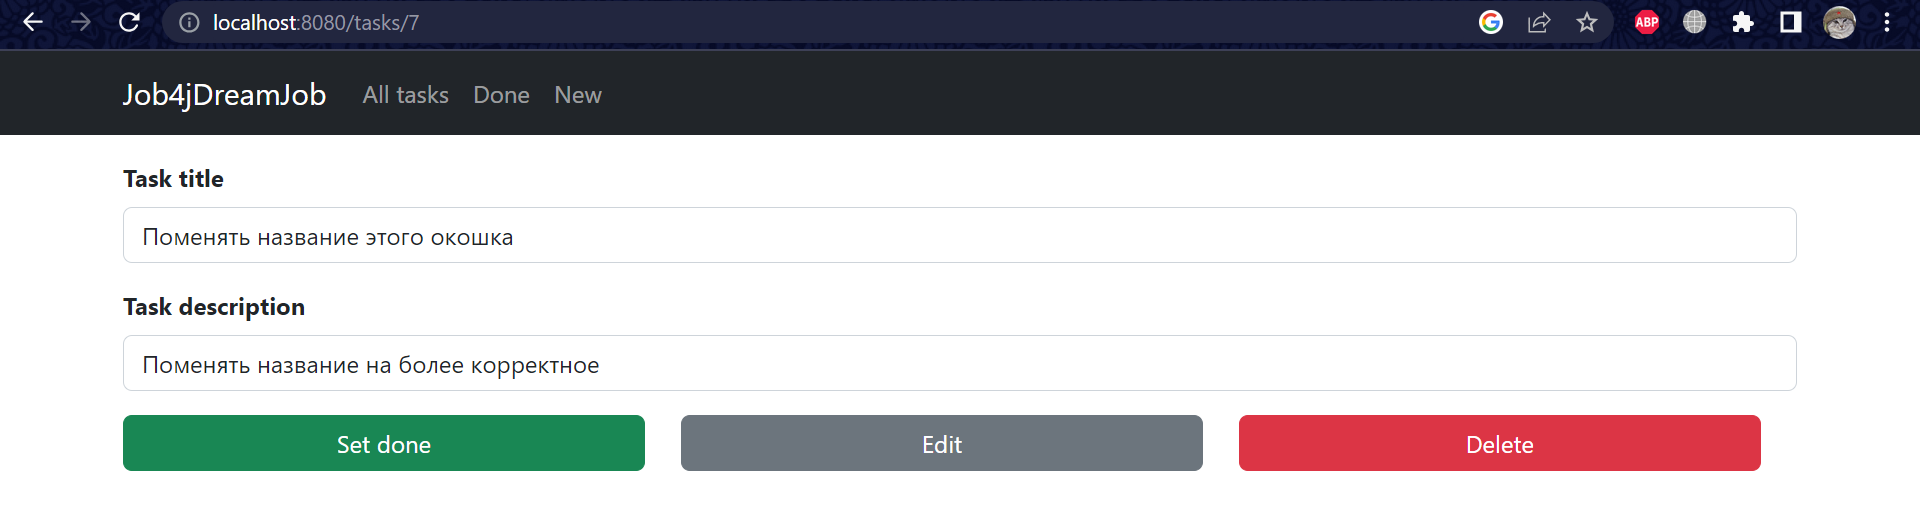 localhost:8080/tasks/7
ABP
Job4jDreamJob All tasks Done New
Task title
Поменять название этого окошка
Task description
Поменять название на более корректное
Set done Edit Delete